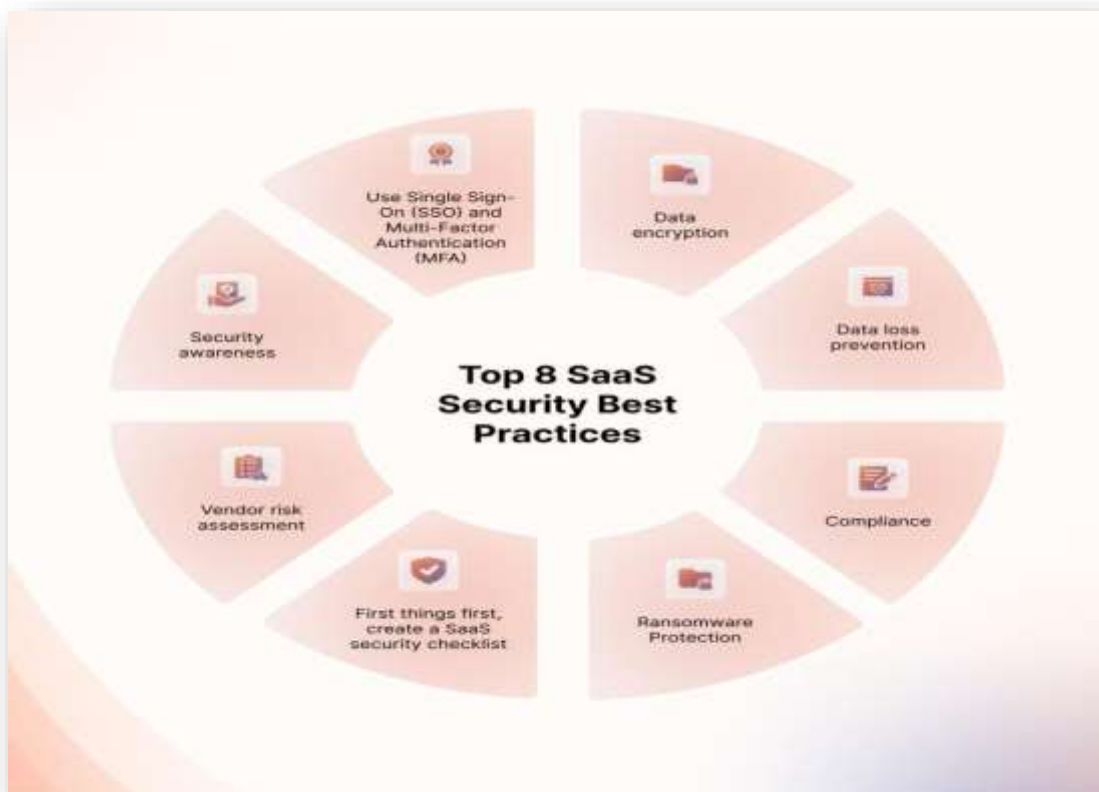 Top 8 SaaS
Security Best
Practices
Use Single Sign-
On (SSO) and
Multi-Factor
Authentication
(MFA)
Data
encryption
Data loss
prevention
Compliance
Ransomware
Protection
First things first,
create a SaaS
security checklist
Vendor risk
assessment
Security
awareness